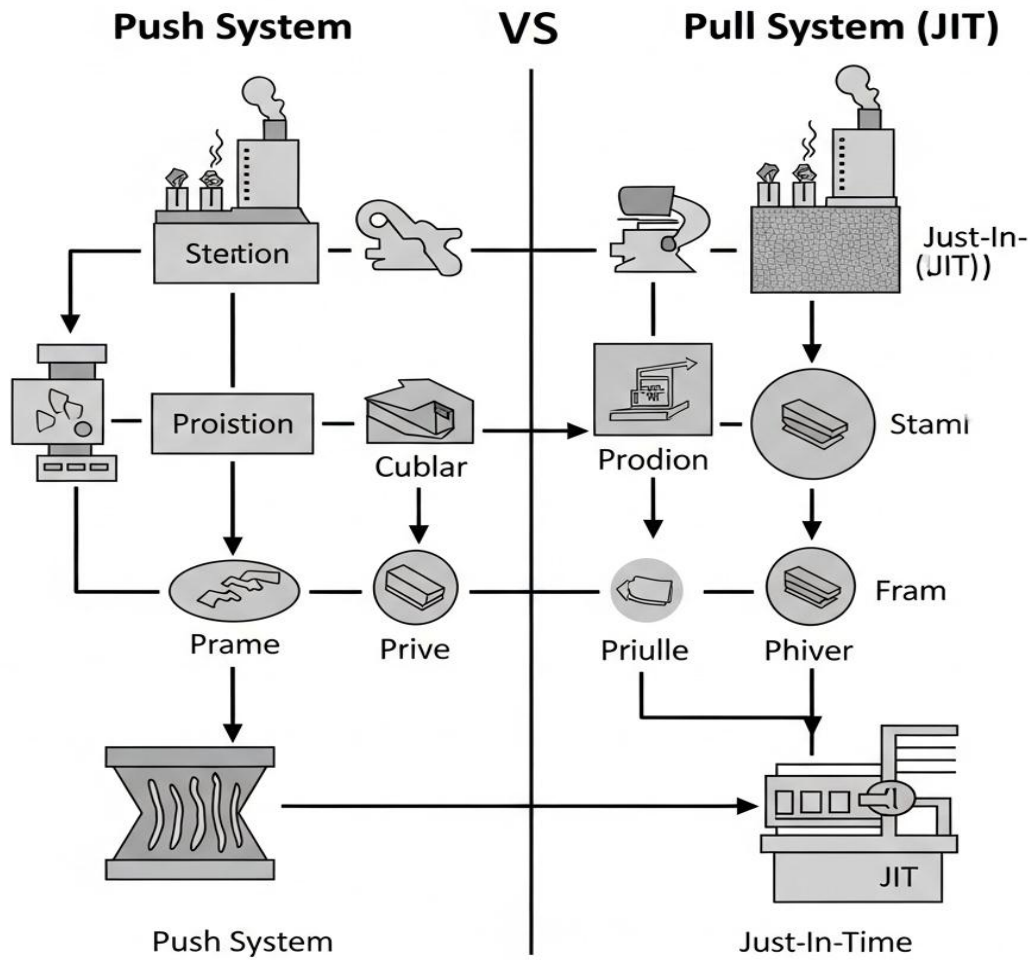 Push System
VS
Pull System (JIT)
Stertion
Just-In-
(JIT))
Proistion
Cublar
Prodion
Staml
Prame
Prive
Priulle
Phiver
Fram
JIT
Push System
Just-In-Time